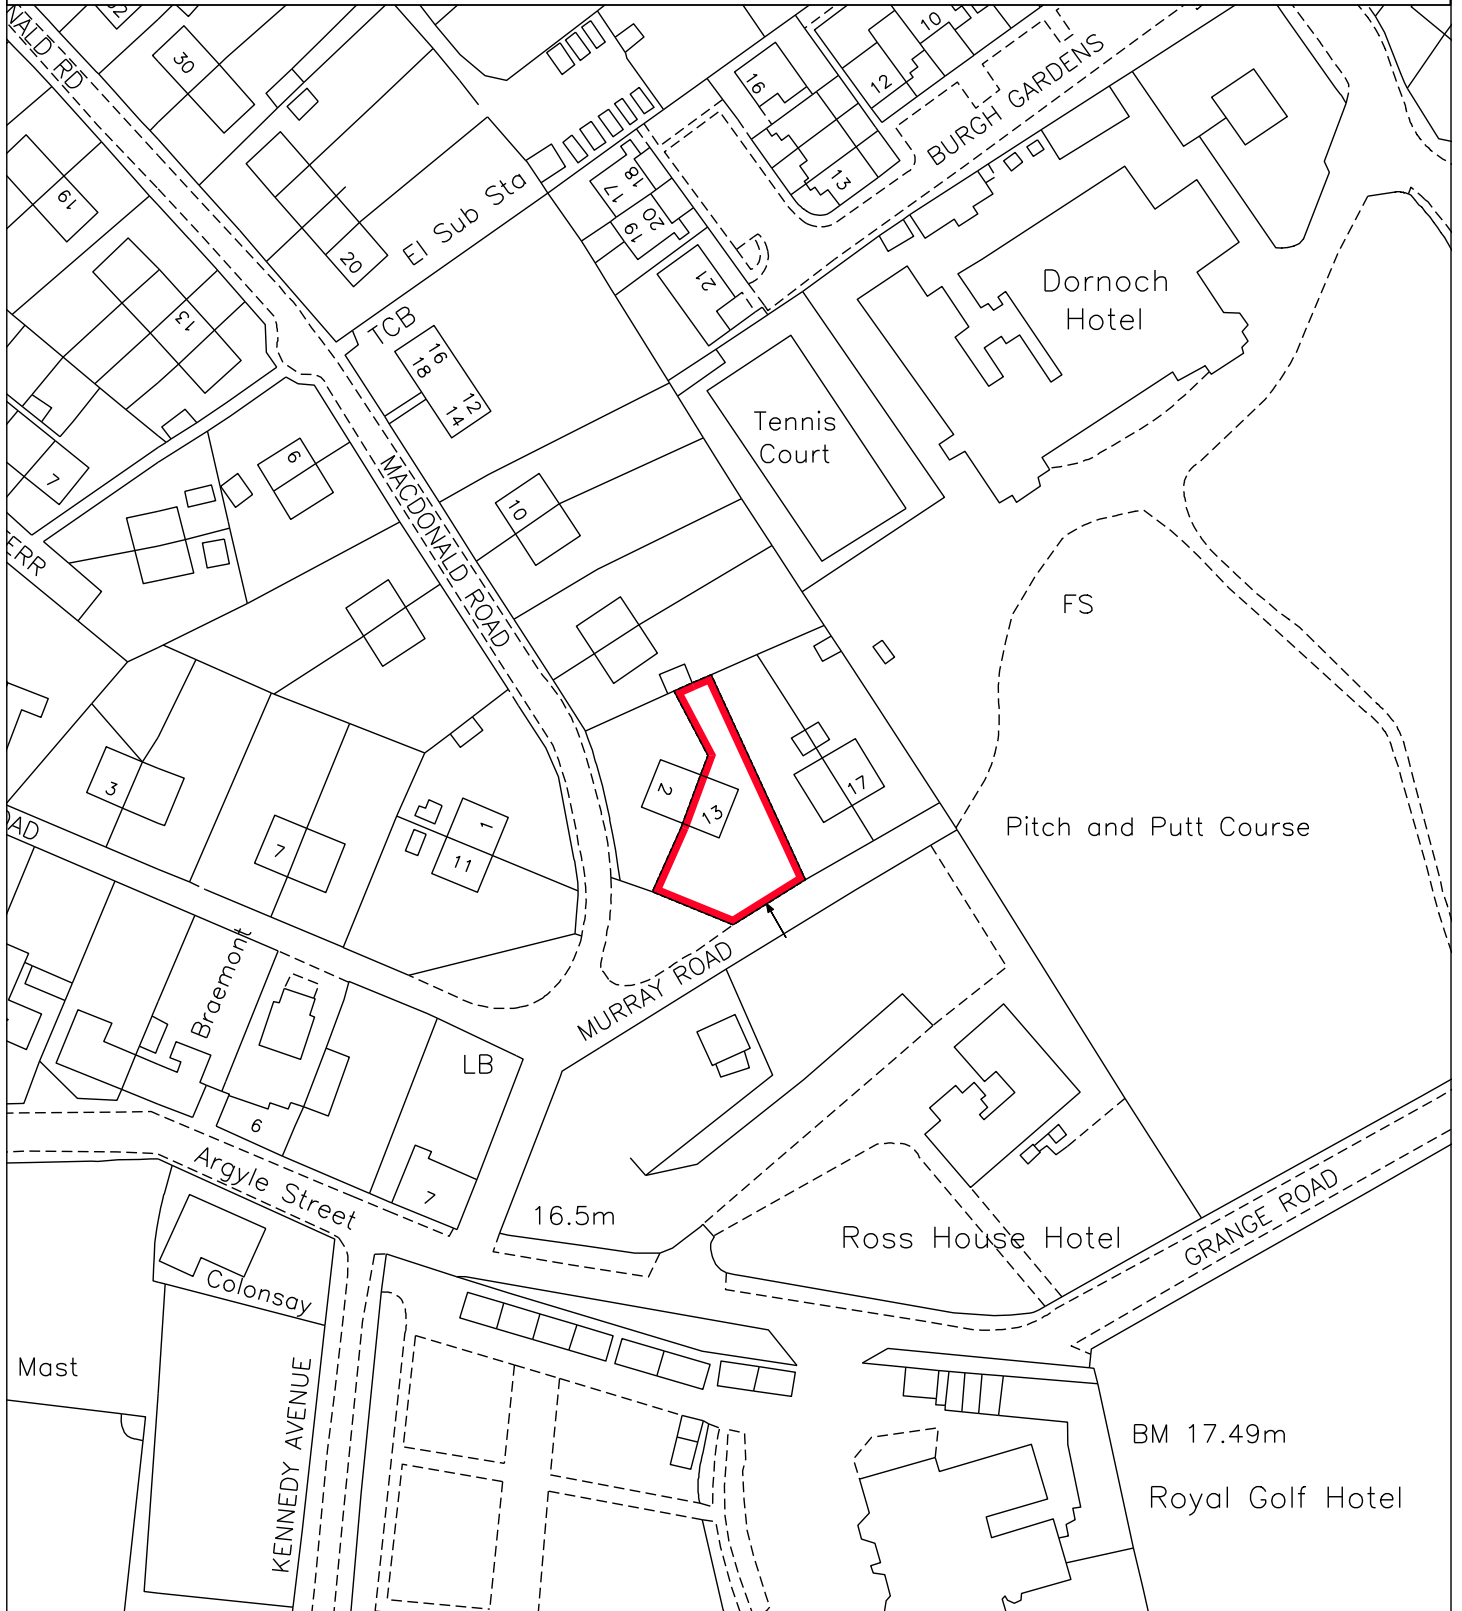 NALD RD
32
30
10
16
12
BURGH GARDENS
19
18
17
13
El Sub Sta
20
19
20
21
Dornoch
Hotel
13
TCB
16
18
12
14
Tennis
Court
6
7
MACDONALD ROAD
10
ERR
FS
3
2
13
17
OAD
7
1
11
Pitch and Putt Course
Braemont
MURRAY ROAD
LB
6
Argyle Street
7
16.5m
Ross House Hotel
GRANGE ROAD
Colonsay
Mast
KENNEDY AVENUE
BM 17.49m
Royal Golf Hotel